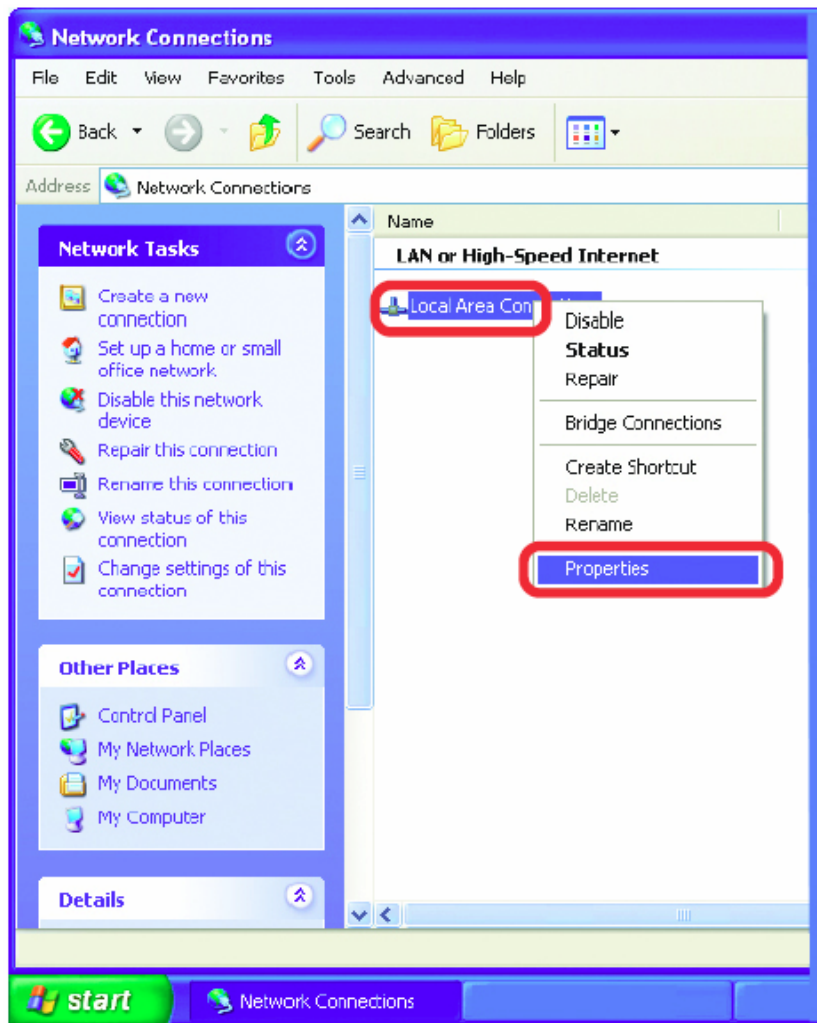 Network Connections
File Edit View Favorites Tools Advanced Help
Back Search Folders
Address Network Connections
Name
Network Tasks
Create a new
connection
Set up a home or small
office network
Disable this network
device
Repair this connection
Rename this connection
View status of this
connection
Change settings of this
connection
Other Places
Control Panel
My Network Places
My Documents
My Computer
Details
LAN or High-Speed Internet
Local Area Con
Disable
Status
Repair
Bridge Connections
Create Shortcut
Delete
Rename
Properties
start Network Connections